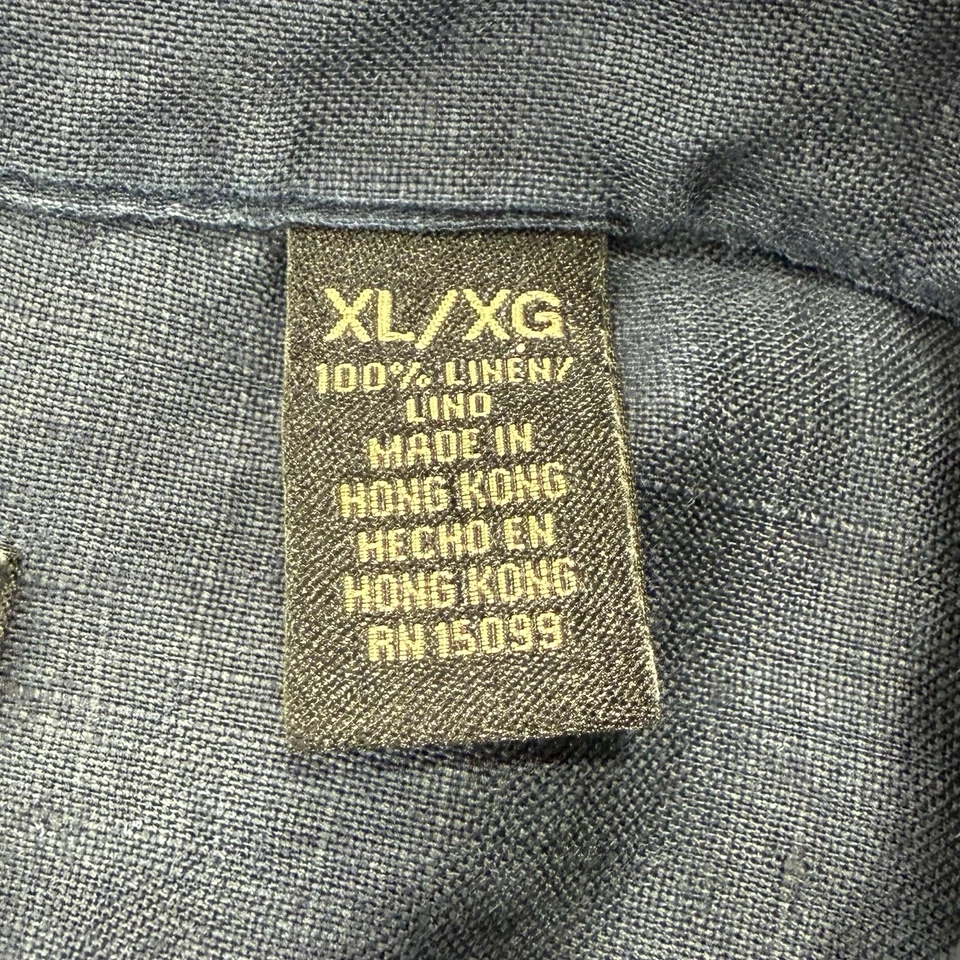 XL/XG
100% LINEN/
LINO
MADE IN
HONG KONG
HECHO EN
HONG KONG
RN 15099